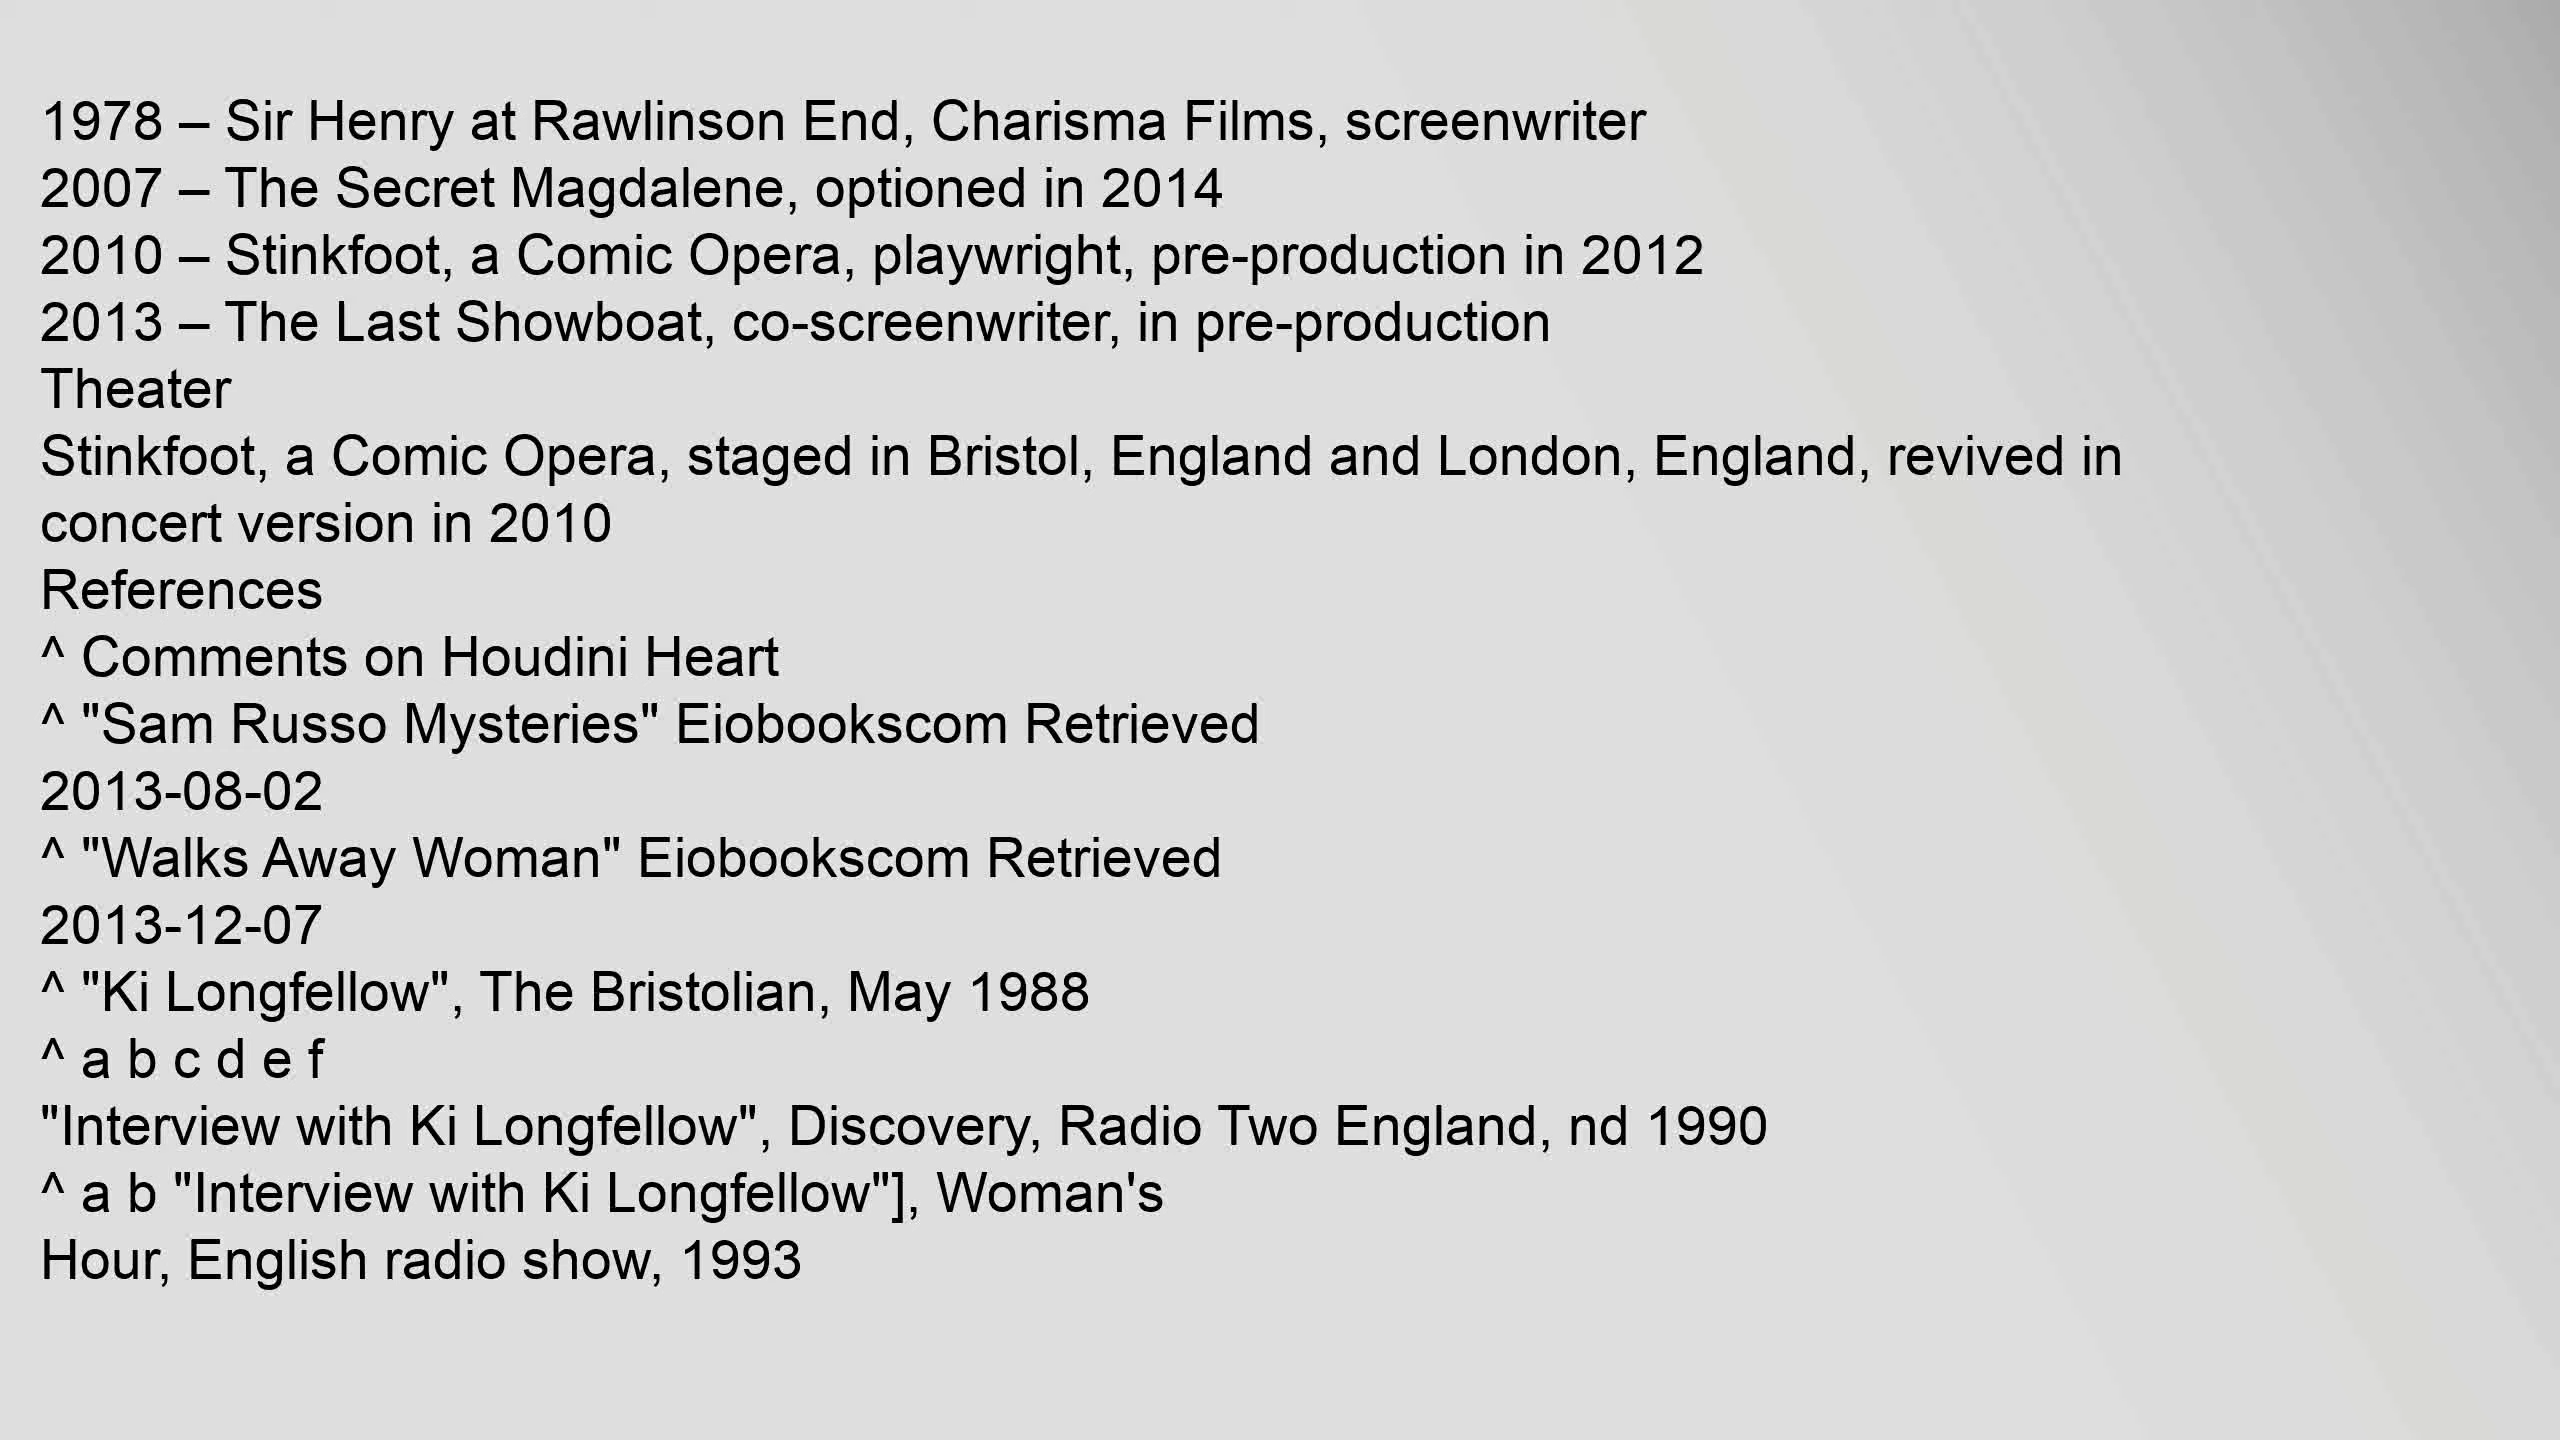 1978 – Sir Henry at Rawlinson End, Charisma Films, screenwriter
2007 – The Secret Magdalene, optioned in 2014
2010 – Stinkfoot, a Comic Opera, playwright, pre-production in 2012
2013 – The Last Showboat, co-screenwriter, in pre-production
Theater
Stinkfoot, a Comic Opera, staged in Bristol, England and London, England, revived in
concert version in 2010
References
^ Comments on Houdini Heart
^ "Sam Russo Mysteries" Eiobookscom Retrieved
2013-08-02
^ "Walks Away Woman" Eiobookscom Retrieved
2013-12-07
^ "Ki Longfellow", The Bristolian, May 1988
^ a b c d e f
"Interview with Ki Longfellow", Discovery, Radio Two England, nd 1990
^ a b "Interview with Ki Longfellow"], Woman's
Hour, English radio show, 1993